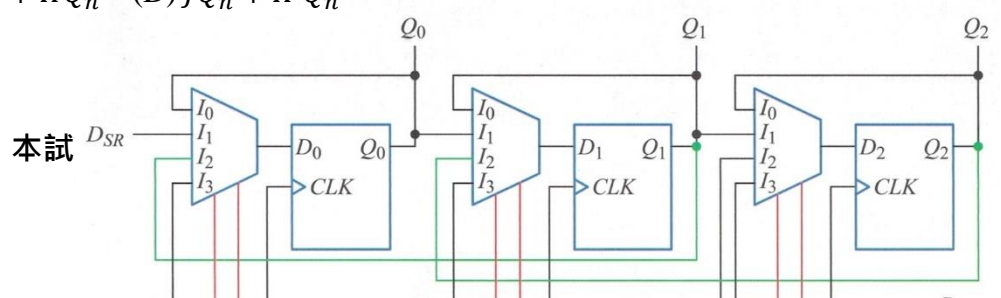 Q₀ Q₁ Q₂
本試 D_SR
I₀ I₁ I₂ I₃ D₀ Q₀ CLK
I₀ I₁ I₂ I₃ D₁ Q₁ CLK
I₀ I₁ I₂ I₃ D₂ Q₂ CLK